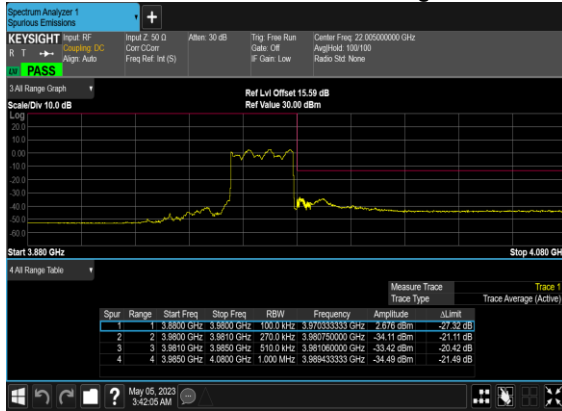 Spectrum Analyzer 1
Spurious Emissions
+
KEYSIGHT Input: RF Input Z: 50 Ω Atten: 30 dB Trig: Free Run Center Freq: 22.005000000 GHz
R T Coupling: DC Corr CCorr Gate: Off Avg|Hold: 100/100
Align: Auto Freq Ref: Int (S) IF Gain: Low Radio Std: None
PASS
3 All Range Graph
Ref Lvl Offset 15.59 dB
Scale/Div 10.0 dB Ref Value 30.00 dBm
Log
20.0
10.0
0.00
-10.0
-20.0
-30.0
-40.0
-50.0
-60.0
Start 3.880 GHz Stop 4.080 GH
4 All Range Table
Measure Trace Trace 1
Trace Type Trace Average (Active)
Spur Range Start Freq Stop Freq RBW Frequency Amplitude ΔLimit
1 1 3.8800 GHz 3.9800 GHz 100.0 kHz 3.970333333 GHz 2.676 dBm -27.32 dB
2 2 3.9800 GHz 3.9810 GHz 270.0 kHz 3.980750000 GHz -34.11 dBm -21.11 dB
3 3 3.9810 GHz 3.9850 GHz 510.0 kHz 3.981060000 GHz -33.42 dBm -20.42 dB
4 4 3.9850 GHz 4.0800 GHz 1.000 MHz 3.989433333 GHz -34.49 dBm -21.49 dB
?
May 05, 2023
3:42:05 AM